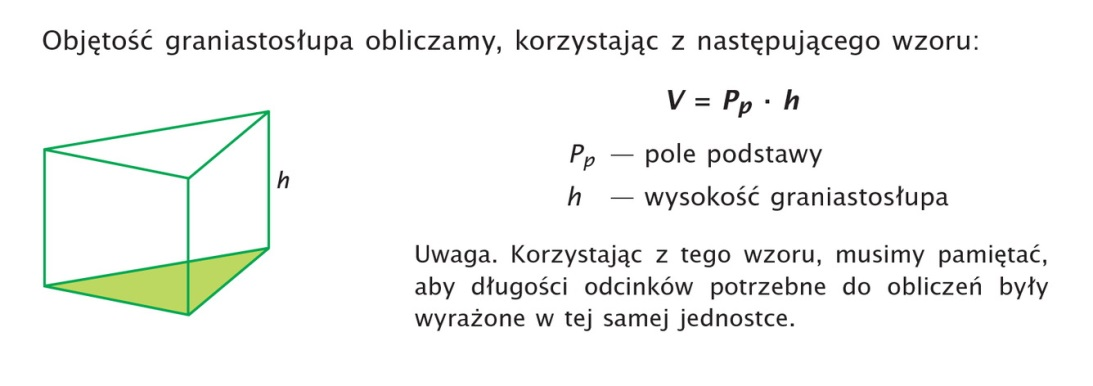 Objętość graniastosłupa obliczamy, korzystając z następującego wzoru:
V = Pp · h
Pp — pole podstawy
h
h — wysokość graniastosłupa
Uwaga. Korzystając z tego wzoru, musimy pamiętać,
aby długości odcinków potrzebne do obliczeń były
wyrażone w tej samej jednostce.